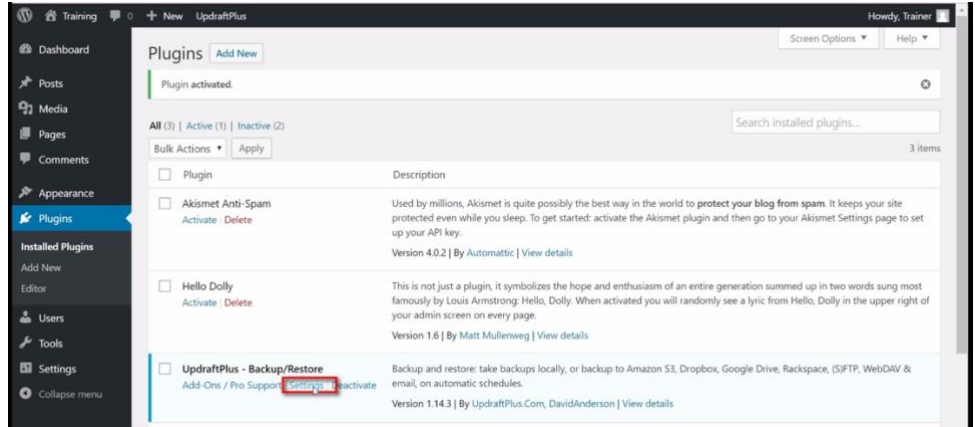 Training 0 + New UpdraftPlus Howdy, Trainer
Screen Options ▼ Help ▼
Dashboard
Posts
Media
Pages
Comments
Appearance
Plugins
Installed Plugins
Add New
Editor
Users
Tools
Settings
Collapse menu
Plugins Add New
Plugin activated.
All (3) | Active (1) | Inactive (2)
Search installed plugins...
Bulk Actions ▼ Apply
3 items
Plugin Description
Akismet Anti-Spam
Activate | Delete
Used by millions, Akismet is quite possibly the best way in the world to protect your blog from spam. It keeps your site
protected even while you sleep. To get started: activate the Akismet plugin and then go to your Akismet Settings page to set
up your API key.
Version 4.0.2 | By Automattic | View details
Hello Dolly
Activate | Delete
This is not just a plugin, it symbolizes the hope and enthusiasm of an entire generation summed up in two words sung most
famously by Louis Armstrong: Hello, Dolly. When activated you will randomly see a lyric from Hello, Dolly in the upper right of
your admin screen on every page.
Version 1.6 | By Matt Mullenweg | View details
UpdraftPlus - Backup/Restore
Add-Ons / Pro Support | Settings | Deactivate
Backup and restore: take backups locally, or backup to Amazon S3, Dropbox, Google Drive, Rackspace, (S)FTP, WebDAV &
email, on automatic schedules.
Version 1.14.3 | By UpdraftPlus.Com, DavidAnderson | View details